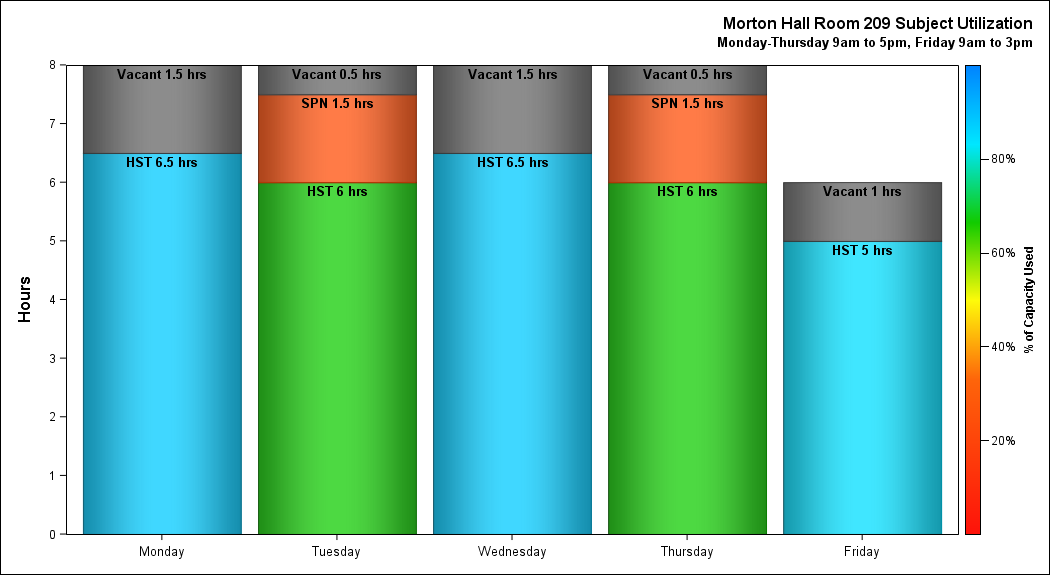 Morton Hall Room 209 Subject Utilization
Monday-Thursday 9am to 5pm, Friday 9am to 3pm
8
7
6
5
4
3
2
1
0
Hours
Vacant 1.5 hrs
HST 6.5 hrs
Vacant 0.5 hrs
SPN 1.5 hrs
HST 6 hrs
Vacant 1.5 hrs
HST 6.5 hrs
Vacant 0.5 hrs
SPN 1.5 hrs
HST 6 hrs
Vacant 1 hrs
HST 5 hrs
Monday
Tuesday
Wednesday
Thursday
Friday
80%
60%
40%
20%
% of Capacity Used